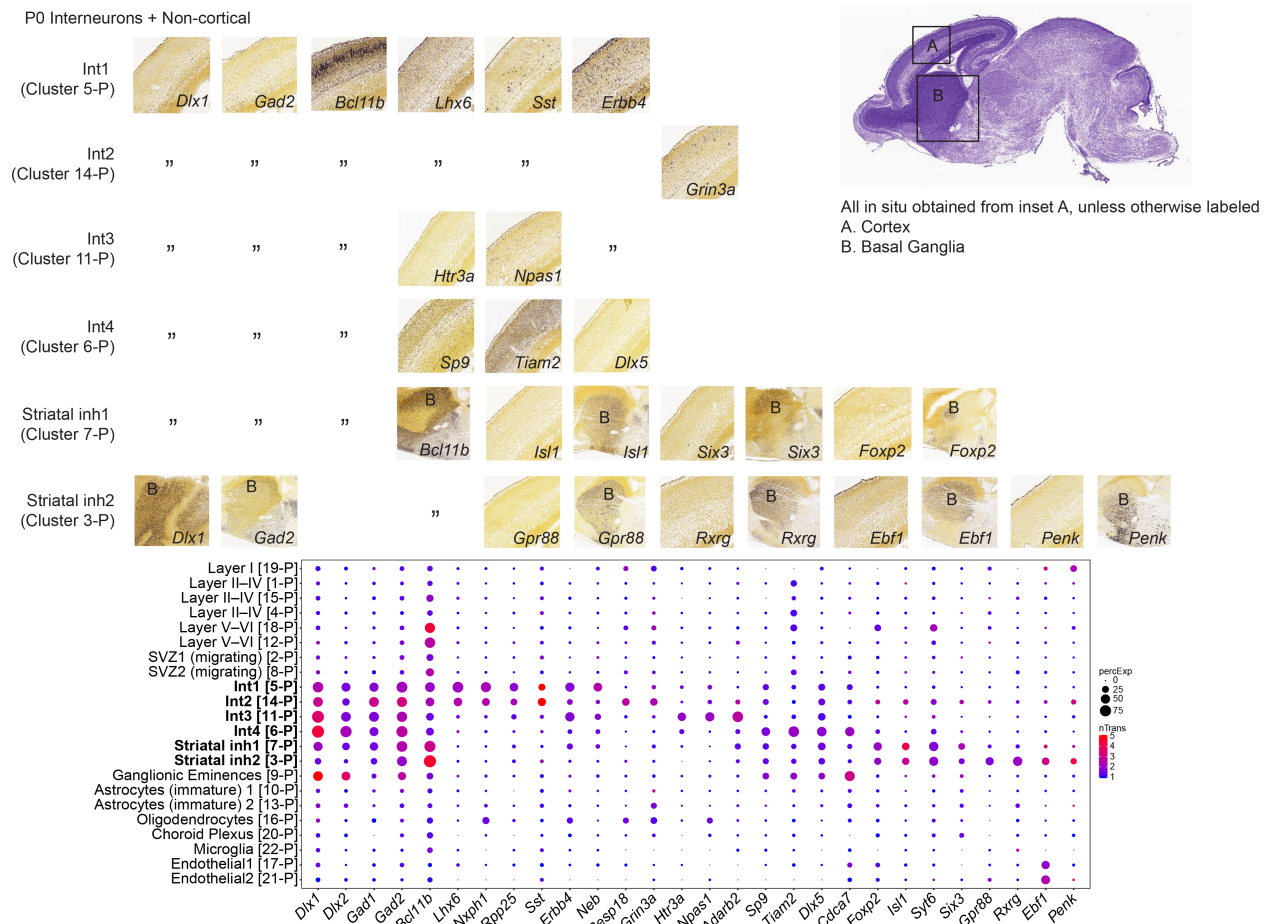 P0 Interneurons + Non-cortical
Int1
(Cluster 5-P)
Dlx1
Gad2
Bcl11b
Lhx6
Sst
Erbb4
Int2
(Cluster 14-P)
” ” ” ” ”
Grin3a
Int3
(Cluster 11-P)
” ” ”
Htr3a
Npas1
”
Int4
(Cluster 6-P)
” ” ”
Sp9
Tiam2
Dlx5
Striatal inh1
(Cluster 7-P)
” ” ”
B
Bcl11b
Isl1
B
Isl1
Six3
B
Six3
Foxp2
B
Foxp2
Striatal inh2
(Cluster 3-P)
B
Dlx1
B
Gad2
”
Gpr88
B
Gpr88
Rxrg
B
Rxrg
Ebf1
B
Ebf1
Penk
B
Penk
A
B
All in situ obtained from inset A, unless otherwise labeled
A. Cortex
B. Basal Ganglia
Layer I [19-P]
Layer II–IV [1-P]
Layer II–IV [15-P]
Layer II–IV [4-P]
Layer V–VI [18-P]
Layer V–VI [12-P]
SVZ1 (migrating) [2-P]
SVZ2 (migrating) [8-P]
Int1 [5-P]
Int2 [14-P]
Int3 [11-P]
Int4 [6-P]
Striatal inh1 [7-P]
Striatal inh2 [3-P]
Ganglionic Eminences [9-P]
Astrocytes (immature) 1 [10-P]
Astrocytes (immature) 2 [13-P]
Oligodendrocytes [16-P]
Choroid Plexus [20-P]
Microglia [22-P]
Endothelial1 [17-P]
Endothelial2 [21-P]
Dlx1 Dlx2 Gad1 Gad2 Bcl11b Lhx6 Nxph1 Rpp25 Sst Erbb4 Neb Grin3a Htr3a Npas1 Adarb2 Sp9 Tiam2 Dlx5 Cdca7 Foxp2 Isl1 Syt6 Six3 Gpr88 Rxrg Ebf1 Penk
percExp
0
25
50
75
nTrans
5
4
3
2
1